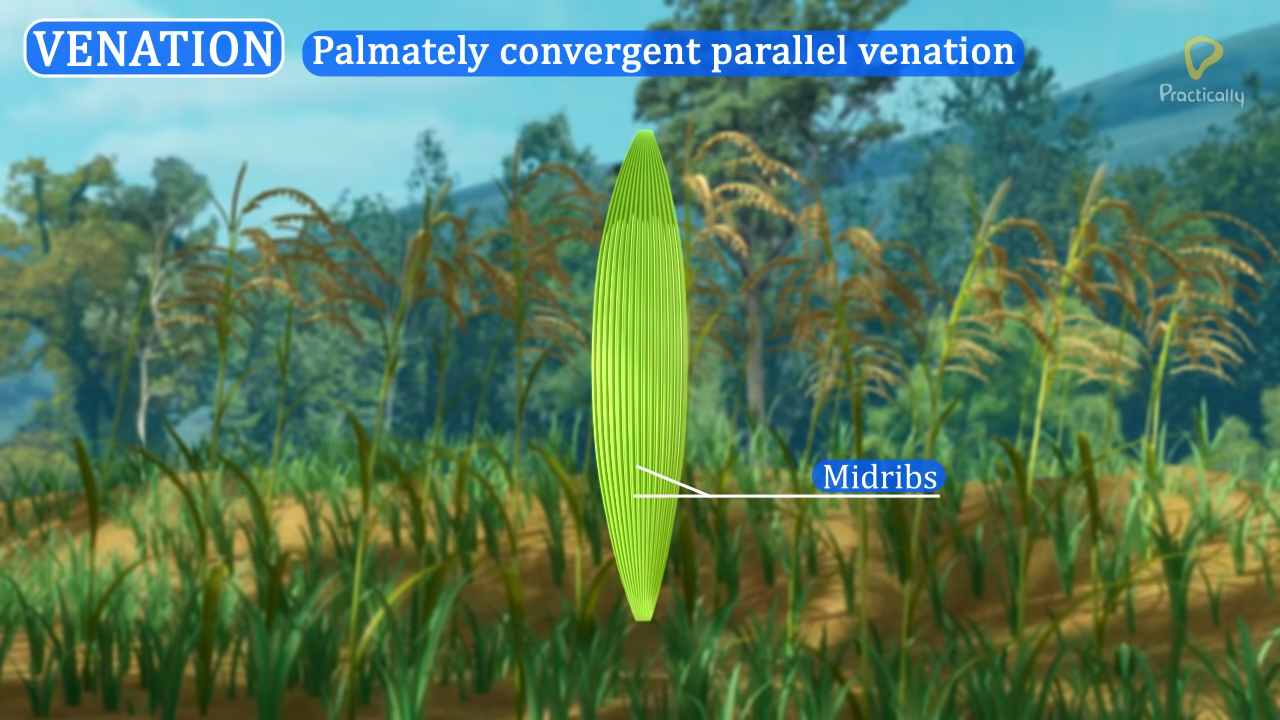 VENATION
Palmately convergent parallel venation
Practically
Midribs